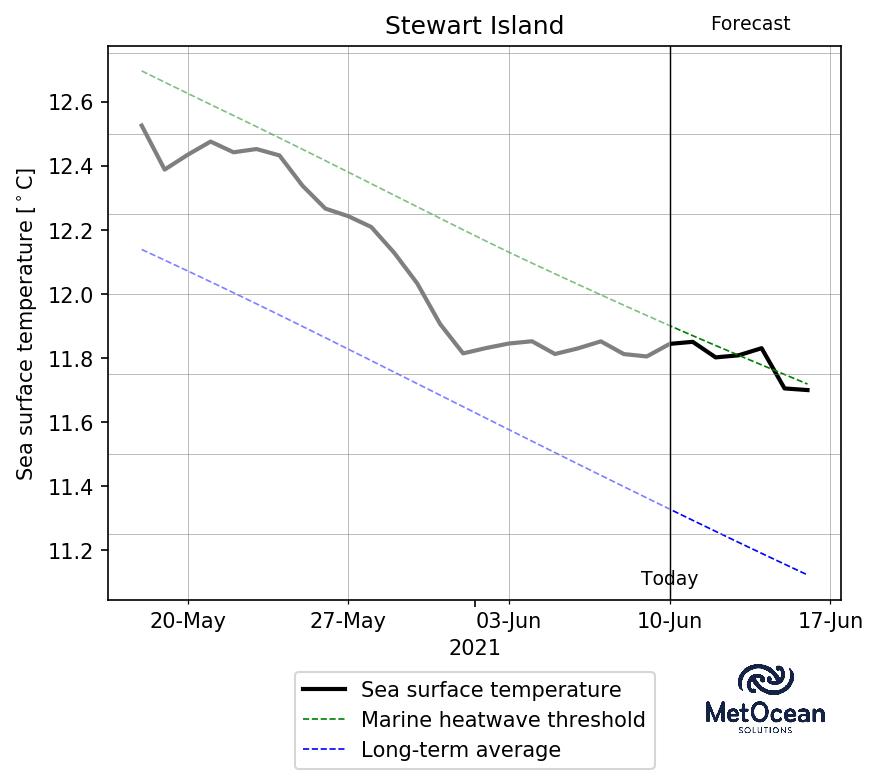 Stewart Island
Forecast
Sea surface temperature [°C]
12.6
12.4
12.2
12.0
11.8
11.6
11.4
11.2
Today
20-May
27-May
03-Jun
10-Jun
17-Jun
2021
Sea surface temperature
Marine heatwave threshold
Long-term average
MetOcean
SOLUTIONS